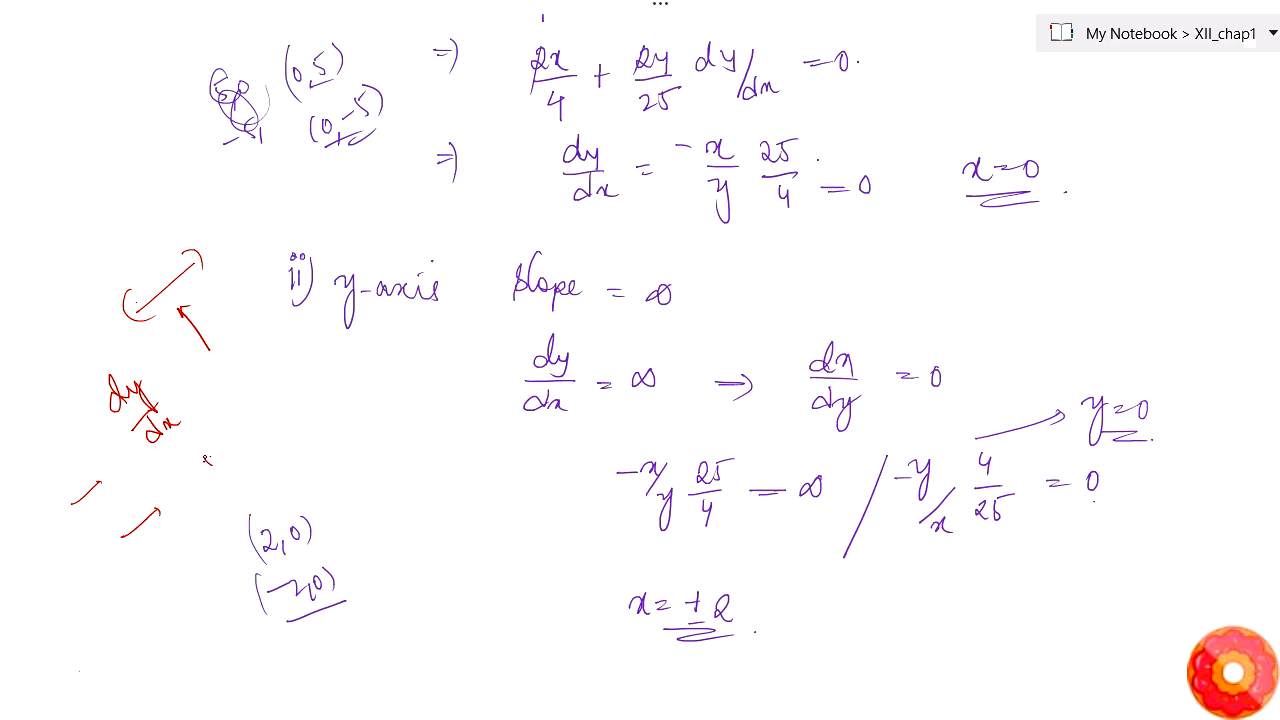 My Notebook > XII_chap1
(0,5) ⇒ 2x/4 + 2y/25 dy/dx = 0.
(0,-5)
⇒ dy/dx = -x/y 25/4 = 0 x=0
ii) y-axis slope = ∞
dy/dx = ∞ ⇒ dx/dy = 0
dy/dx
y=0
-x/y 25/4 = ∞ / -y/x 4/25 = 0
(2,0)
(-2,0)
x = ±2